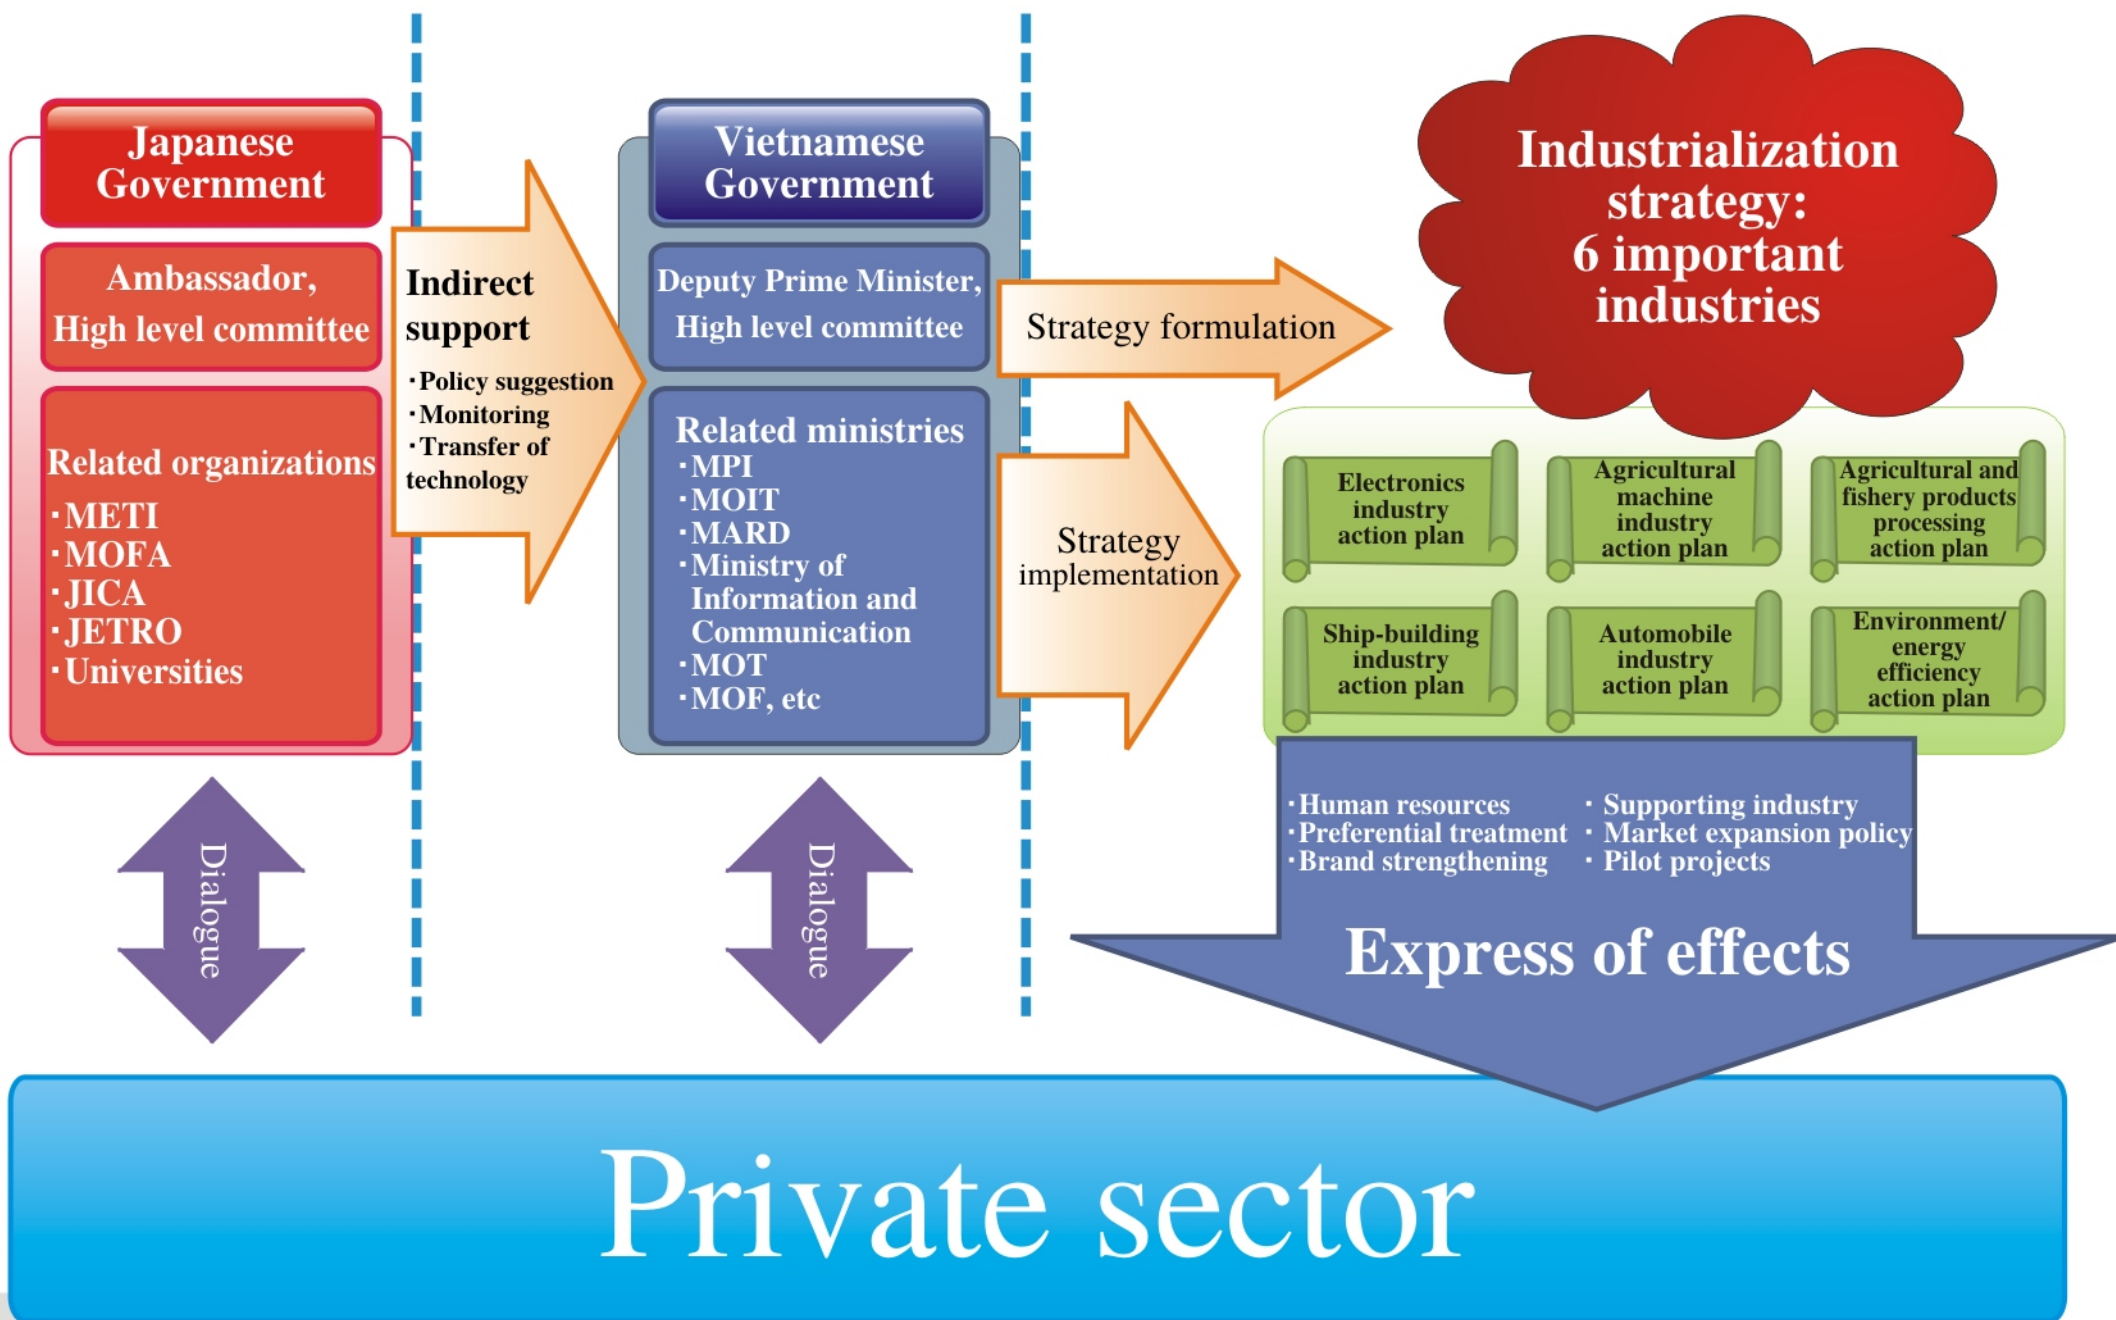 Japanese
Government
Ambassador,
High level committee
Related organizations
・METI
・MOFA
・JICA
・JETRO
・Universities
Indirect
support
・Policy suggestion
・Monitoring
・Transfer of
technology
Vietnamese
Government
Deputy Prime Minister,
High level committee
Related ministries
・MPI
・MOIT
・MARD
・Ministry of
Information and
Communication
・MOT
・MOF, etc
Strategy formulation
Strategy
implementation
Industrialization
strategy:
6 important
industries
Electronics
industry
action plan
Agricultural
machine
industry
action plan
Agricultural and
fishery products
processing
action plan
Ship-building
industry
action plan
Automobile
industry
action plan
Environment/
energy
efficiency
action plan
・Human resources
・Preferential treatment
・Brand strengthening
・ Supporting industry
・ Market expansion policy
・ Pilot projects
Express of effects
Dialogue
Dialogue
Private sector